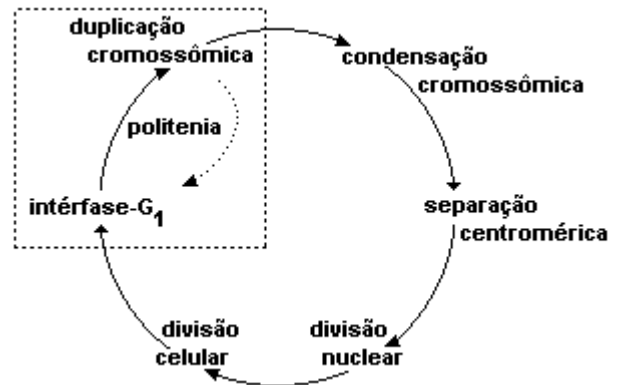 duplicação
cromossômica
condensação
cromossômica
politenia
intérfase-G1
separação
centromérica
divisão
celular
divisão
nuclear